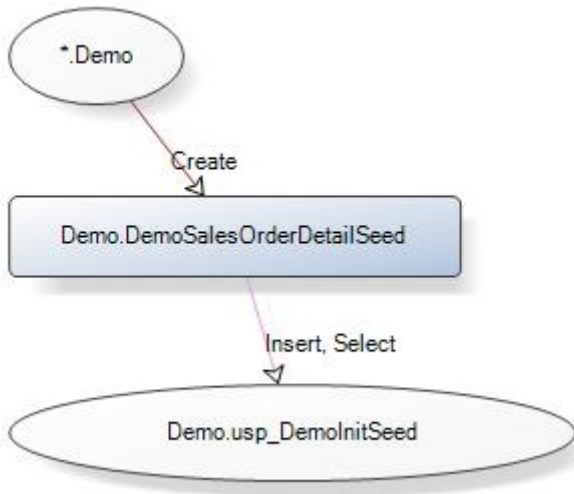 *.Demo
Create
Demo.DemoSalesOrderDetailSeed
Insert, Select
Demo.usp_DemoInitSeed